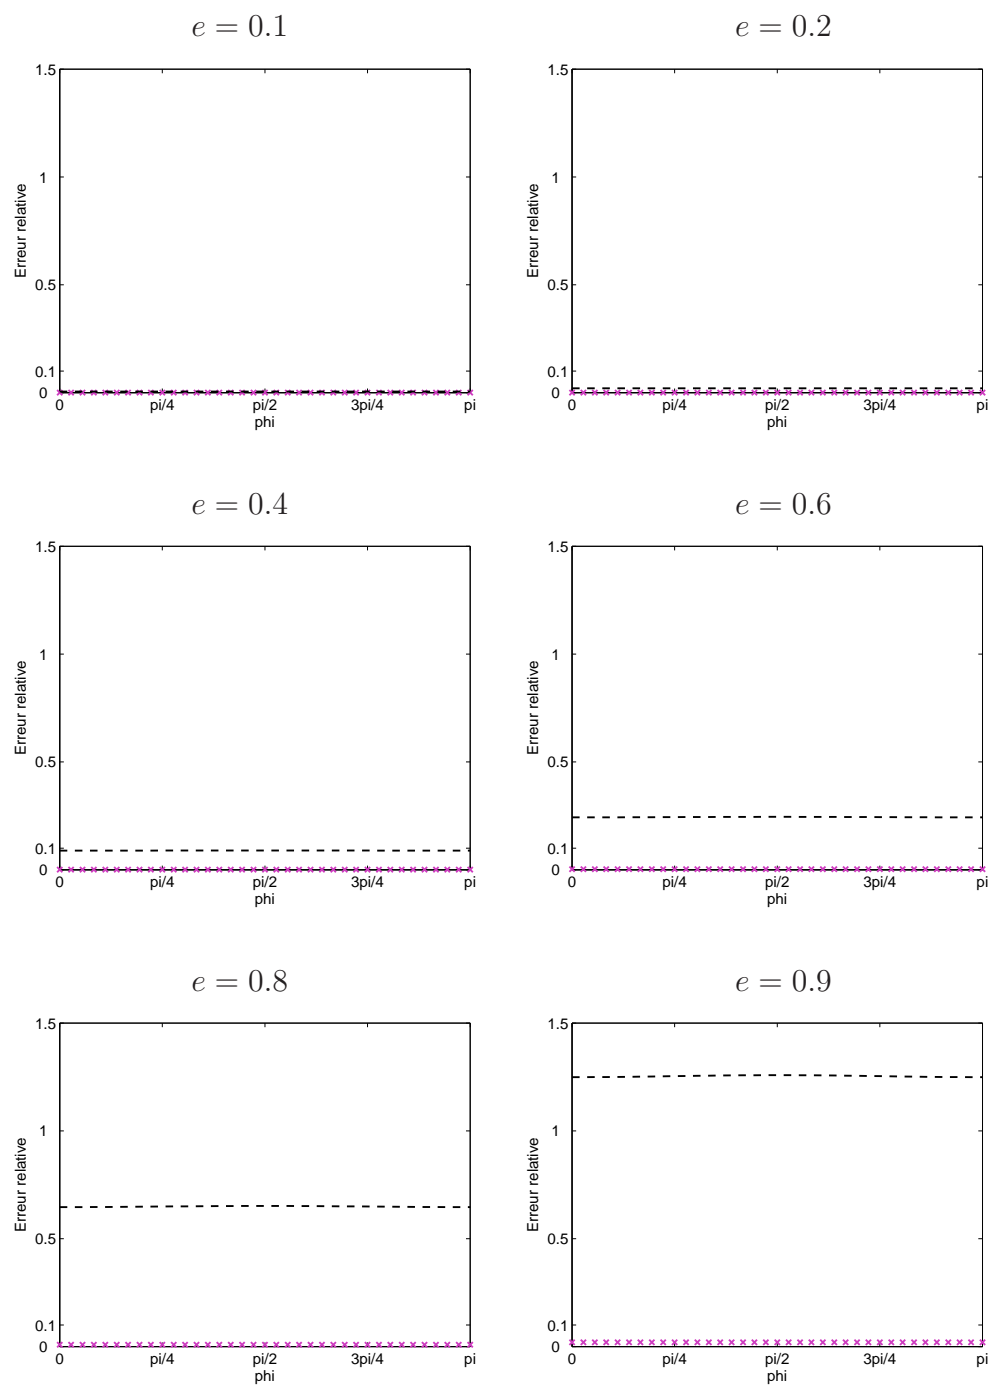 e = 0.1
1.5
1
0.5
0.1
0
Erreur relative
0 pi/4 pi/2 3pi/4 pi
phi
e = 0.2
1.5
1
0.5
0.1
0
Erreur relative
0 pi/4 pi/2 3pi/4 pi
phi
e = 0.4
1.5
1
0.5
0.1
0
Erreur relative
0 pi/4 pi/2 3pi/4 pi
phi
e = 0.6
1.5
1
0.5
0.1
0
Erreur relative
0 pi/4 pi/2 3pi/4 pi
phi
e = 0.8
1.5
1
0.5
0.1
0
Erreur relative
0 pi/4 pi/2 3pi/4 pi
phi
e = 0.9
1.5
1
0.5
0.1
0
Erreur relative
0 pi/4 pi/2 3pi/4 pi
phi